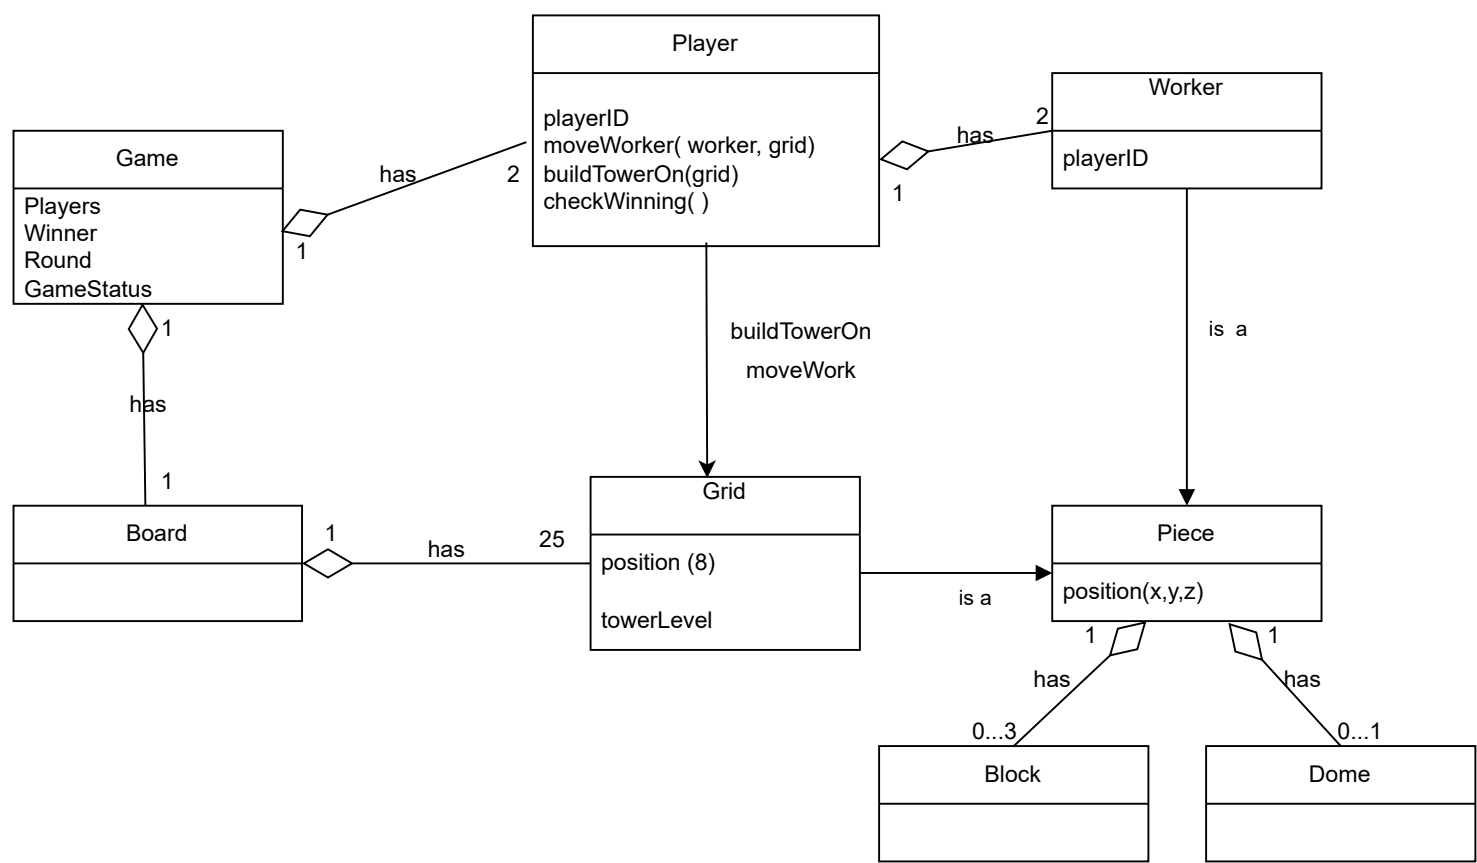 Player
playerID
moveWorker( worker, grid)
buildTowerOn(grid)
checkWinning( )
Worker
playerID
Game
Players
Winner
Round
GameStatus
has
2
1
has
2
1
1
has
1
buildTowerOn
moveWork
is  a
Board
1
has
25
Grid
position (8)
towerLevel
is a
Piece
position(x,y,z)
1
has
0...3
1
has
0...1
Block
Dome